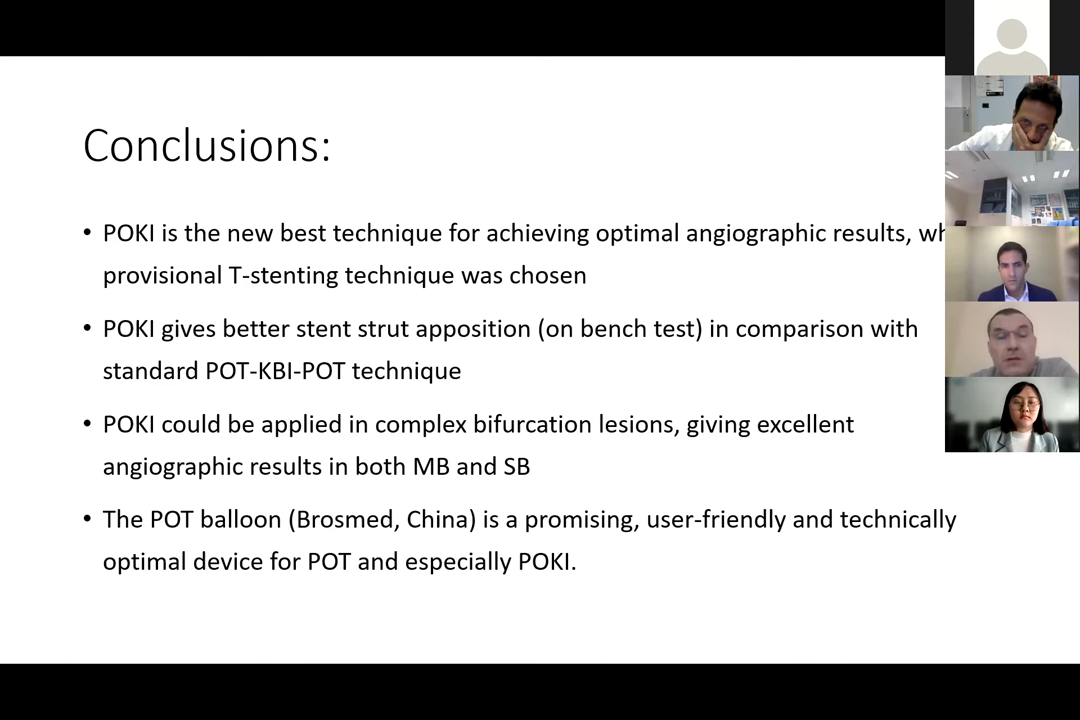 Conclusions:
• POKI is the new best technique for achieving optimal angiographic results,
provisional T-stenting technique was chosen
• POKI gives better stent strut apposition (on bench test) in comparison with
standard POT-KBI-POT technique
• POKI could be applied in complex bifurcation lesions, giving excellent
angiographic results in both MB and SB
• The POT balloon (Brosmed, China) is a promising, user-friendly and technically
optimal device for POT and especially POKI.